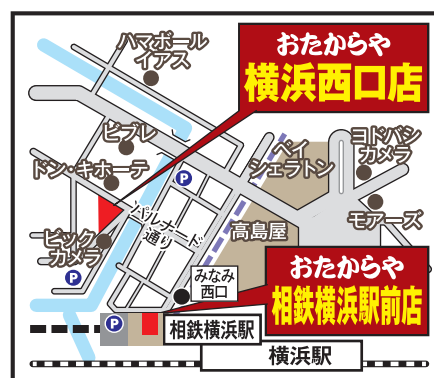 ハマボール
イアス
おたからや
横浜西口店
ビブレ
ドン・キホーテ
P
ベイ
シェラトン
ヨドバシ
カメラ
パルナード
通り
高島屋
モアーズ
ビック
カメラ
P
みなみ
西口
おたからや
相鉄横浜駅前店
P
相鉄横浜駅
横浜駅